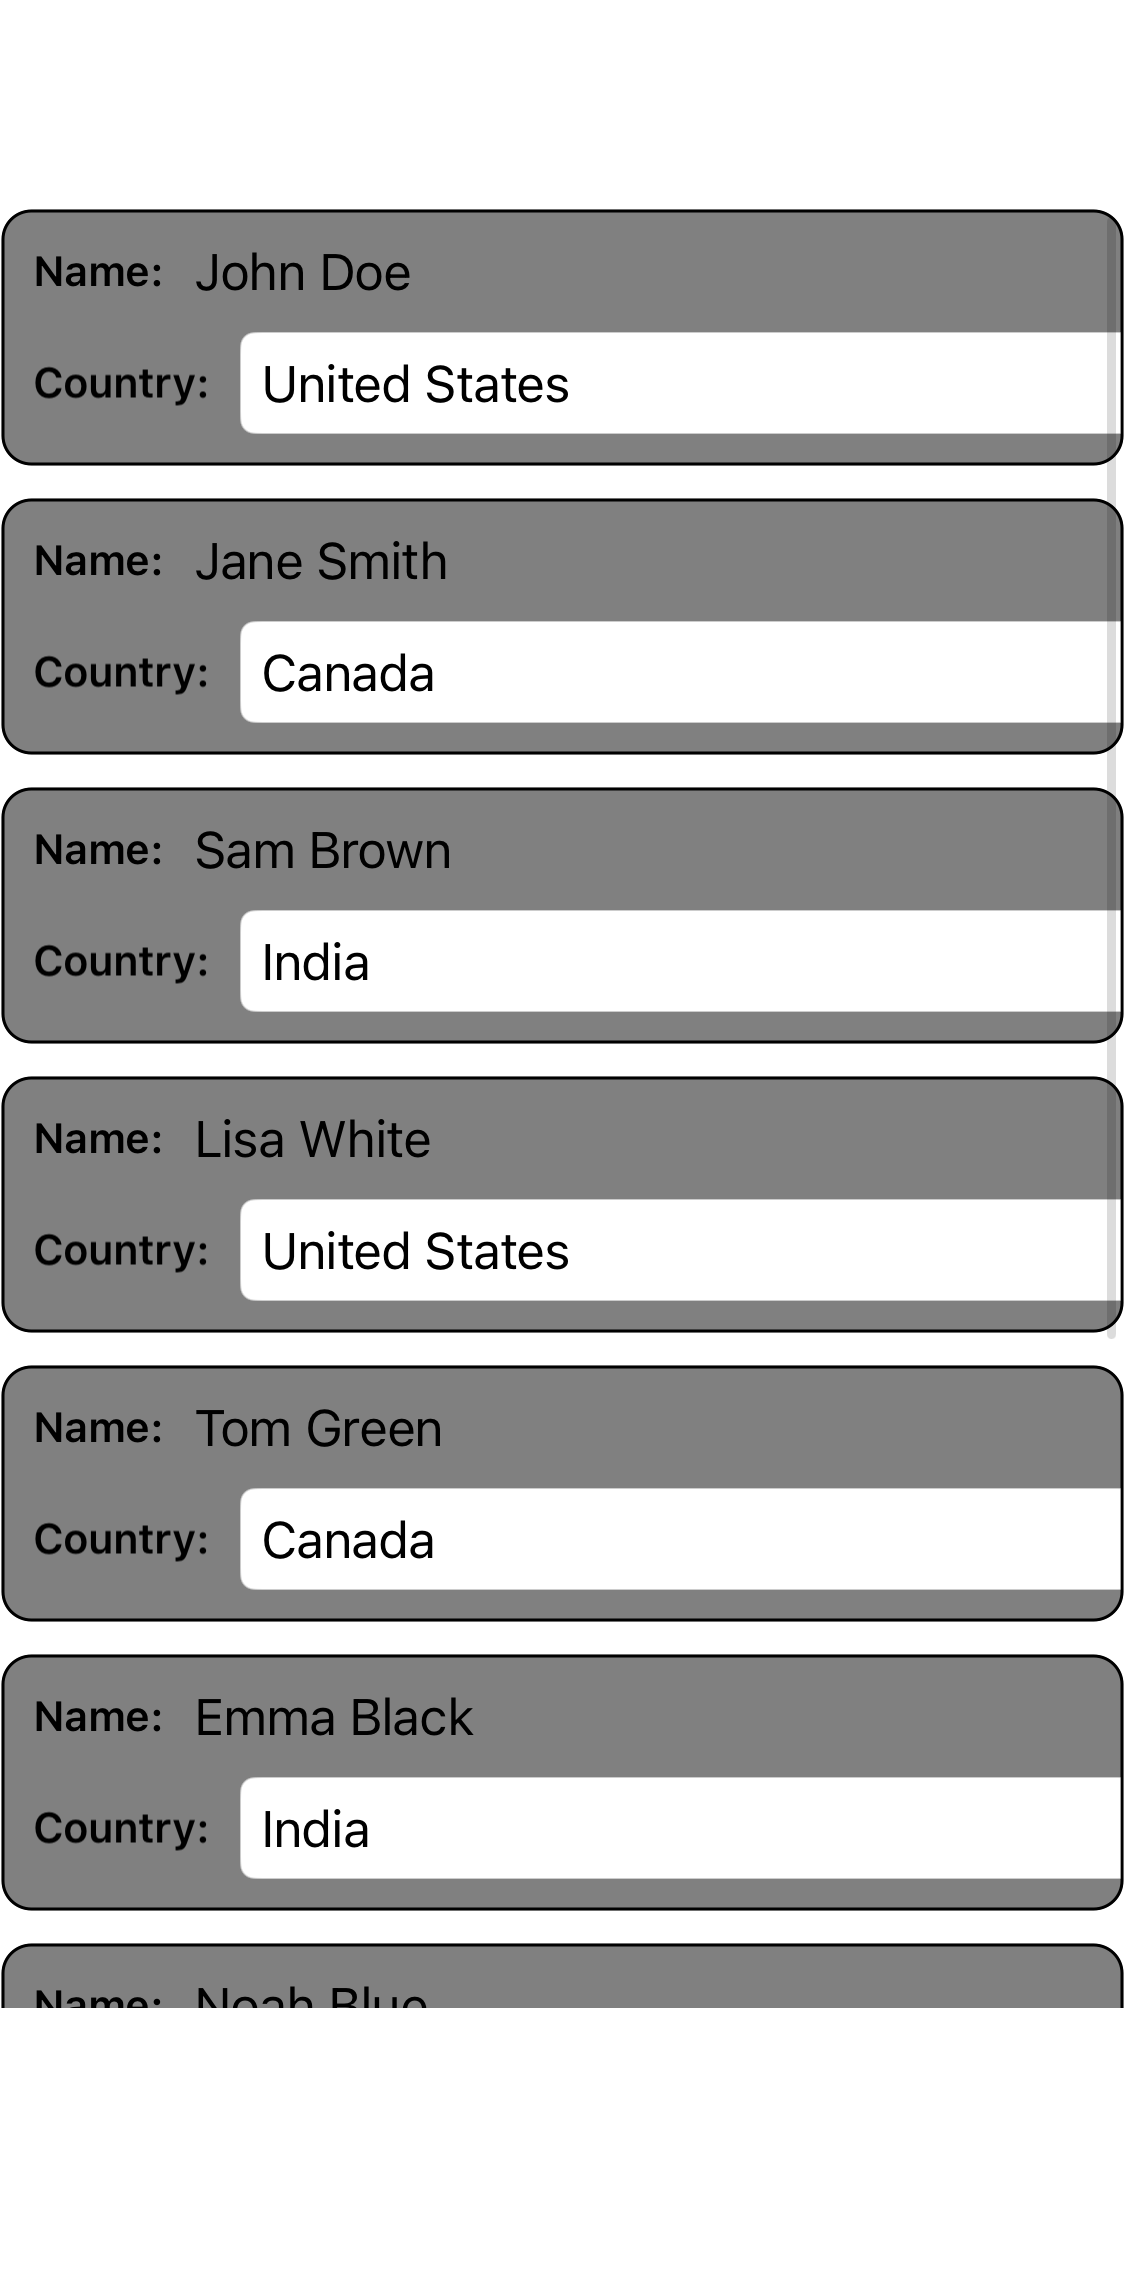 Name: John Doe
Country: United States
Name: Jane Smith
Country: Canada
Name: Sam Brown
Country: India
Name: Lisa White
Country: United States
Name: Tom Green
Country: Canada
Name: Emma Black
Country: India
Name: Noah Blue